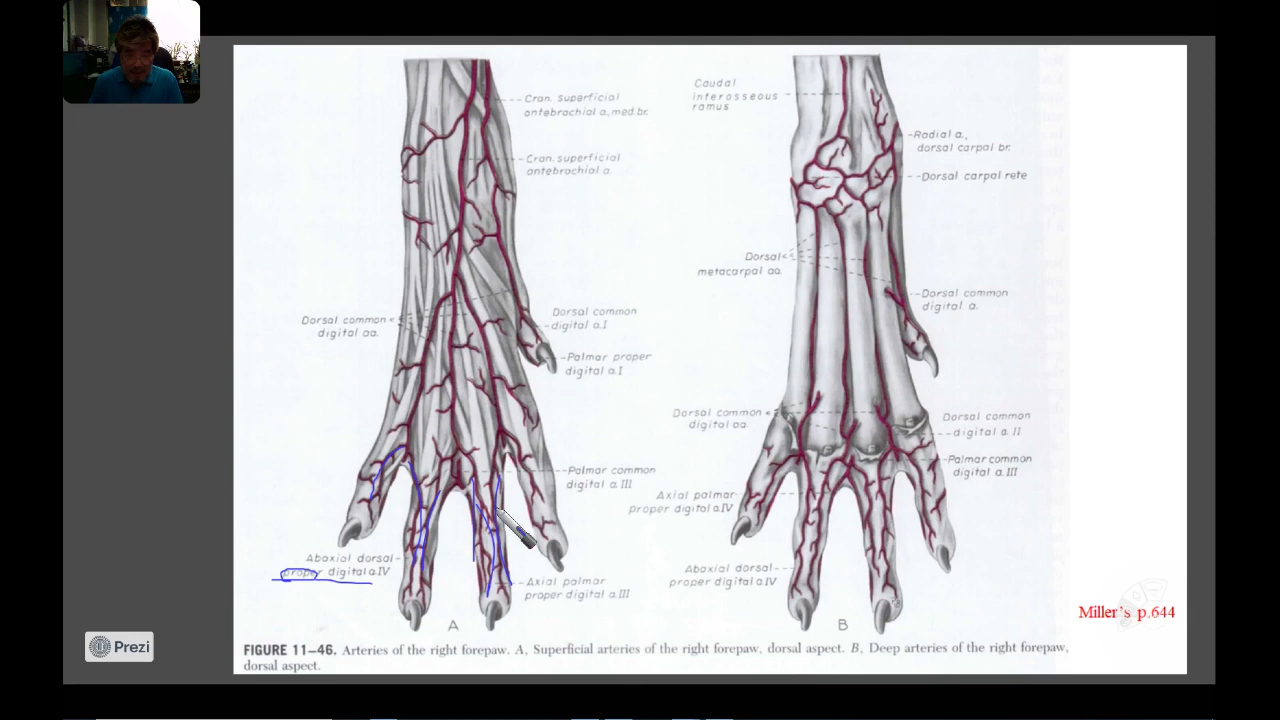 Cran. superficial
antebrachial a., med. br.
Cran. superficial
antebrachial a.
Dorsal common
digital aa.
Dorsal common
digital a. I
Palmar proper
digital a. I
Palmar common
digital a. III
Abaxial dorsal
proper digital a. IV
Axial palmar
proper digital a. III
A
Caudal
interosseous
ramus
Radial a.,
dorsal carpal br.
Dorsal carpal rete
Dorsal
metacarpal aa.
Dorsal common
digital a.
Dorsal common
digital aa.
Dorsal common
digital a. II
Palmar common
digital a. III
Axial palmar
proper digital a. IV
Abaxial dorsal
proper digital a. IV
B
Miller's p.644
Prezi
FIGURE 11–46. Arteries of the right forepaw. A, Superficial arteries of the right forepaw, dorsal aspect. B, Deep arteries of the right forepaw,
dorsal aspect.